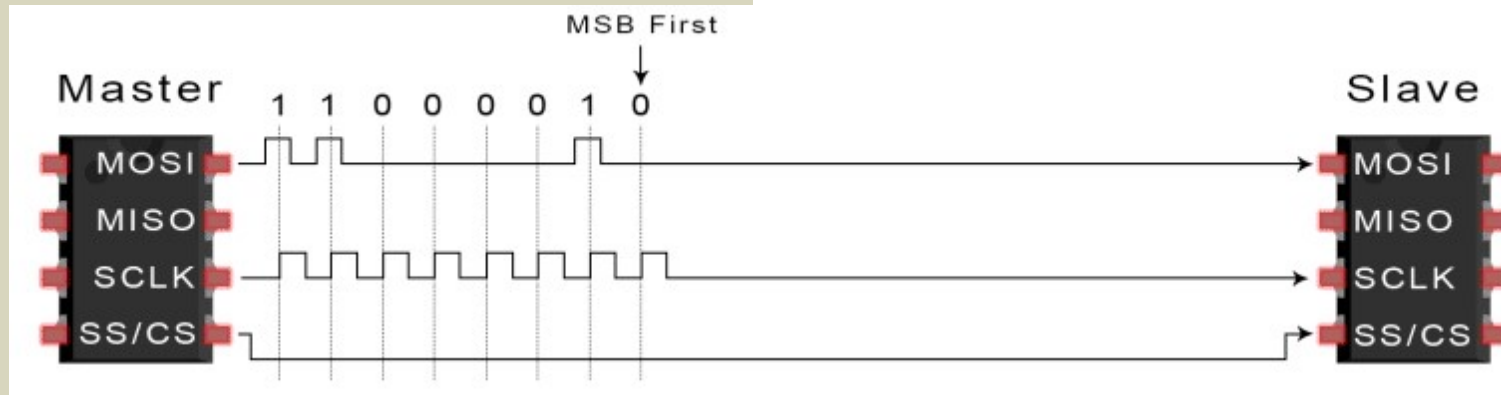 MSB First
Master
1 1 0 0 0 0 1 0
Slave
MOSI
MISO
SCLK
SS/CS
MOSI
MISO
SCLK
SS/CS